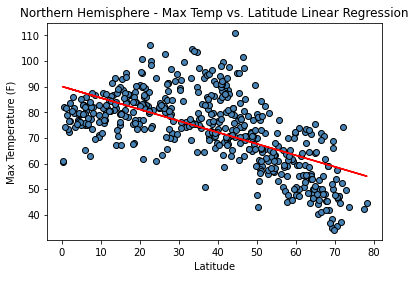 Northern Hemisphere - Max Temp vs. Latitude Linear Regression
110
100
90
80
70
60
50
40
Max Temperature (F)
0 10 20 30 40 50 60 70 80
Latitude